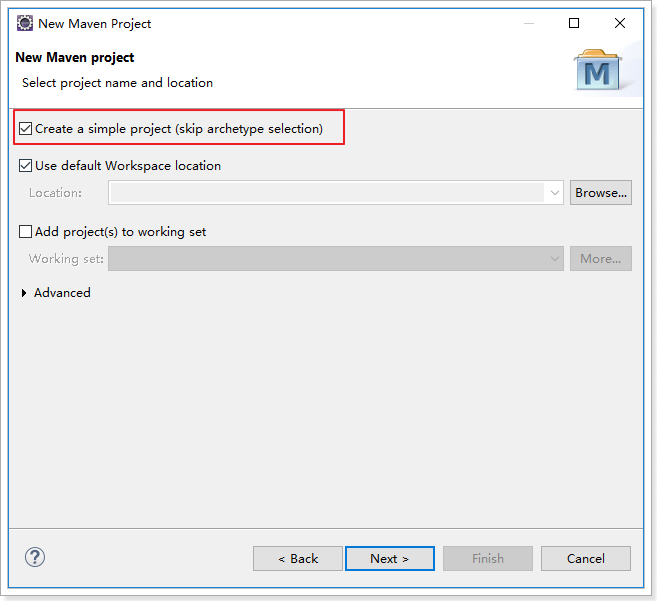 New Maven Project
New Maven project
Select project name and location
M
Create a simple project (skip archetype selection)
Use default Workspace location
Location:
Browse...
Add project(s) to working set
Working set:
More...
Advanced
?
< Back
Next >
Finish
Cancel